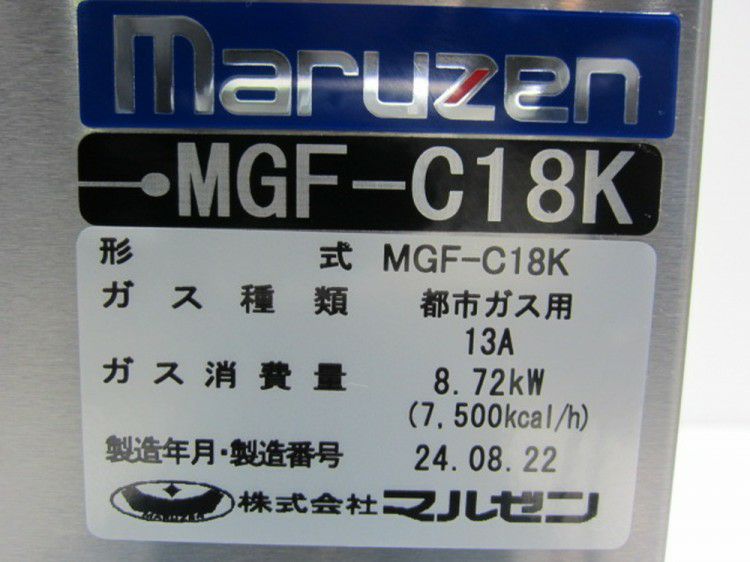 maruzen
MGF-C18K
形式 MGF-C18K
ガス種類 都市ガス用
13A
ガス消費量 8.72kW
(7,500kcal/h)
製造年月・製造番号 24.08.22
MARUZEN 株式会社 マルゼン